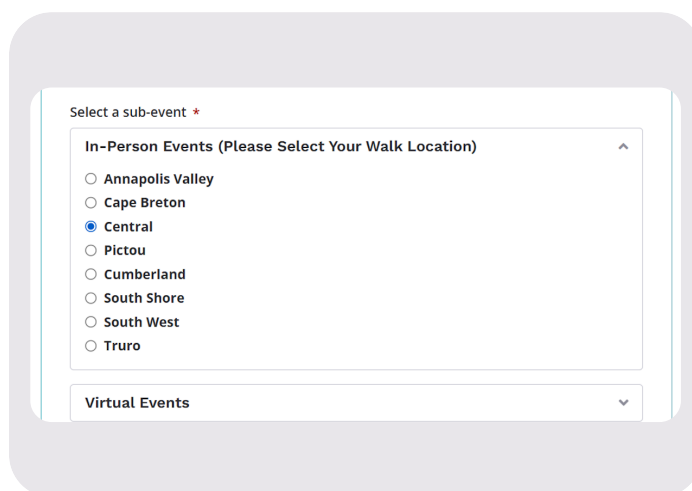 Select a sub-event *
In-Person Events (Please Select Your Walk Location)
Annapolis Valley
Cape Breton
Central
Pictou
Cumberland
South Shore
South West
Truro
Virtual Events